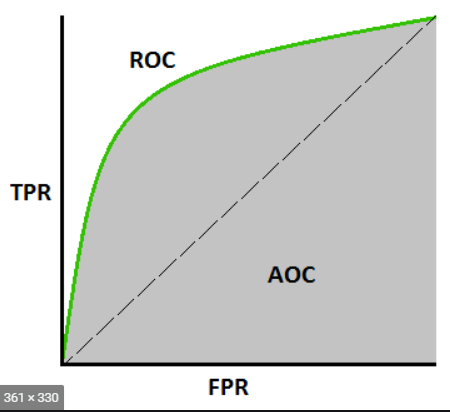 ROC
TPR
AOC
FPR
361 × 330